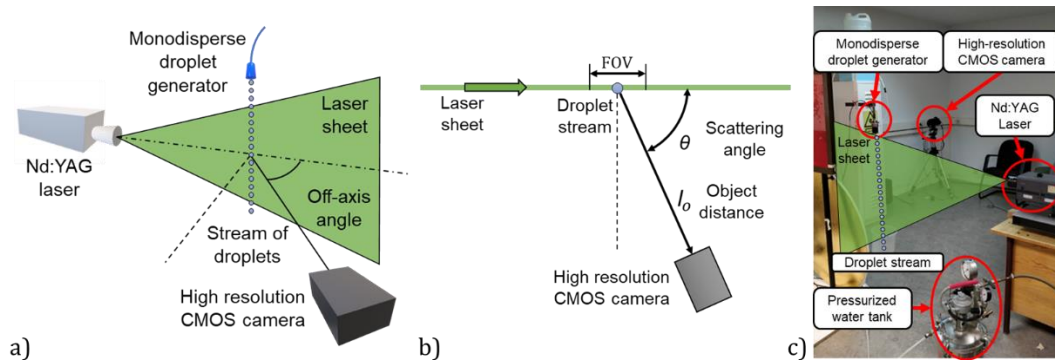 Monodisperse
droplet
generator
Laser
sheet
Nd:YAG
laser
Off-axis
angle
Stream of
droplets
High resolution
CMOS camera
a)
FOV
Laser
sheet
Droplet
stream
Scattering
angle
θ
Object
distance
l_o
High resolution
CMOS camera
b)
Monodisperse
droplet generator
High-resolution
CMOS camera
Nd:YAG
Laser
Laser
sheet
Droplet stream
Pressurized
water tank
c)